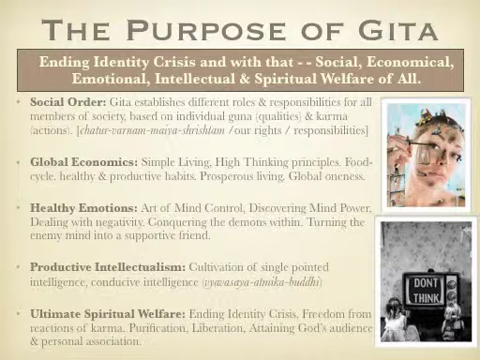 THE PURPOSE OF GITA
Ending Identity Crisis and with that - - Social, Economical,
Emotional, Intellectual & Spiritual Welfare of All.
• Social Order: Gita establishes different roles & responsibilities for all
members of society, based on individual guna (qualities) & karma
(actions). [chatur-varnam-maiya-shrishtam /our rights / responsibilities]
• Global Economics: Simple Living, High Thinking principles. Food-
cycle. healthy & productive habits. Prosperous living. Global oneness.
• Healthy Emotions: Art of Mind Control, Discovering Mind Power,
Dealing with negativity. Conquering the demons within. Turning the
enemy mind into a supportive friend.
• Productive Intellectualism: Cultivation of single pointed
intelligence, conducive intelligence (vyavasaya-atmika-buddhi)
• Ultimate Spiritual Welfare: Ending Identity Crisis, Freedom from
reactions of karma. Purification, Liberation, Attaining God's audience
& personal association.
DONT
THINK